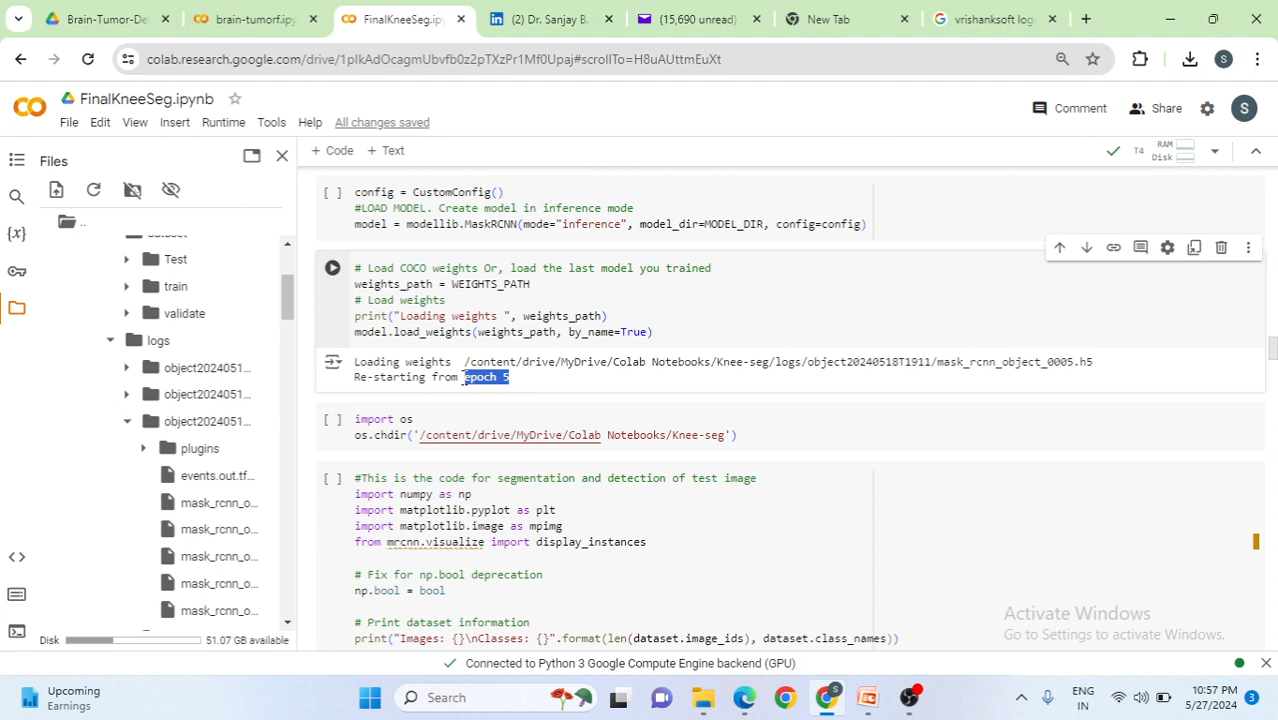 Brain-Tumor-De
brain-tumorf.ipy
FinalKneeSeg.ipy
(2) Dr. Sanjay B.
(15,690 unread)
New Tab
vrishanksoft log
colab.research.google.com/drive/1plkAdOcagmUbvfb0z2pTXzPr1Mf0Upaj#scrollTo=H8uAUttmEuXt
S
FinalKneeSeg.ipynb
Comment
Share
S
File Edit View Insert Runtime Tools Help All changes saved
Files
+ Code + Text
T4
RAM
Disk
..
dataset
Test
train
validate
logs
object2024051...
object2024051...
object2024051...
plugins
events.out.tf...
mask_rcnn_o...
mask_rcnn_o...
mask_rcnn_o...
mask_rcnn_o...
mask_rcnn_o...
Disk 51.07 GB available
[ ] config = CustomConfig()
#LOAD MODEL. Create model in inference mode
model = modellib.MaskRCNN(mode="inference", model_dir=MODEL_DIR, config=config)
# Load COCO weights Or, load the last model you trained
weights_path = WEIGHTS_PATH
# Load weights
print("Loading weights ", weights_path)
model.load_weights(weights_path, by_name=True)
Loading weights /content/drive/MyDrive/Colab Notebooks/Knee-seg/logs/object20240518T1911/mask_rcnn_object_0005.h5
Re-starting from epoch 5
[ ] import os
os.chdir('/content/drive/MyDrive/Colab Notebooks/Knee-seg')
[ ] #This is the code for segmentation and detection of test image
import numpy as np
import matplotlib.pyplot as plt
import matplotlib.image as mpimg
from mrcnn.visualize import display_instances
# Fix for np.bool deprecation
np.bool = bool
# Print dataset information
print("Images: {}\nClasses: {}".format(len(dataset.image_ids), dataset.class_names))
Activate Windows
Go to Settings to activate Windows.
Connected to Python 3 Google Compute Engine backend (GPU)
Upcoming
Earnings
Search
S
ENG
IN
10:57 PM
5/27/2024
3